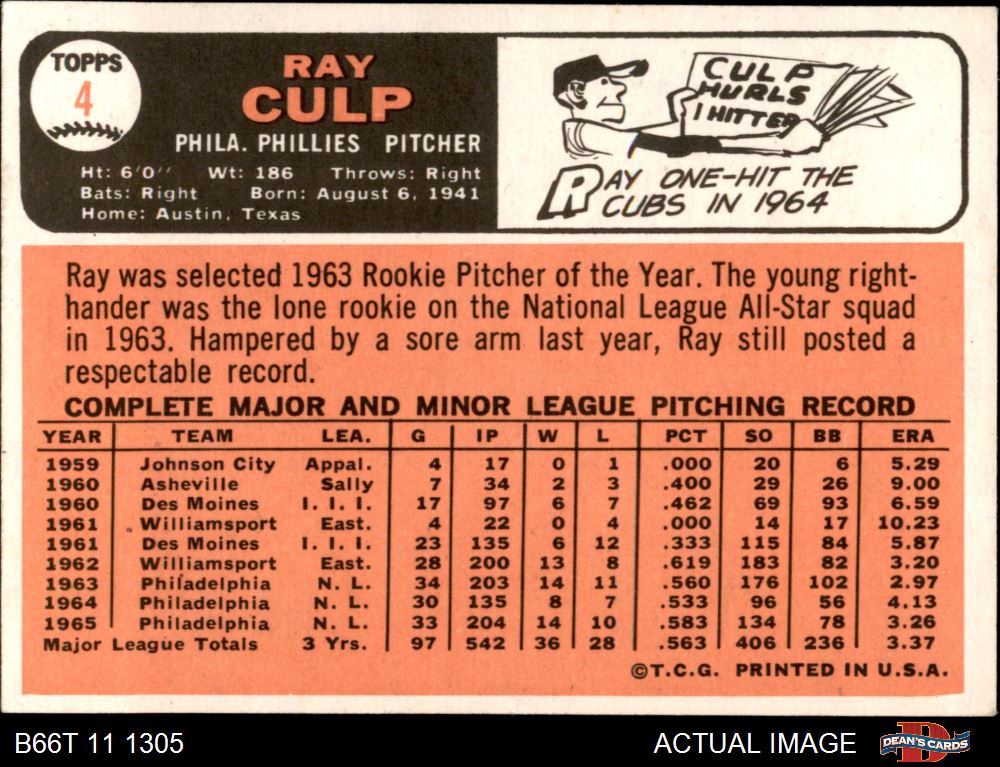 TOPPS
4
RAY
CULP
PHILA. PHILLIES PITCHER
Ht: 6'0" Wt: 186 Throws: Right
Bats: Right Born: August 6, 1941
Home: Austin, Texas
CULP
HURLS
1 HITTER
RAY ONE-HIT THE
CUBS IN 1964
Ray was selected 1963 Rookie Pitcher of the Year. The young right-
hander was the lone rookie on the National League All-Star squad
in 1963. Hampered by a sore arm last year, Ray still posted a
respectable record.
COMPLETE MAJOR AND MINOR LEAGUE PITCHING RECORD
YEAR TEAM LEA. G IP W L PCT SO BB ERA
1959 Johnson City Appal. 4 17 0 1 .000 20 6 5.29
1960 Asheville Sally 7 34 2 3 .400 29 26 9.00
1960 Des Moines I. I. I. 17 97 6 7 .462 69 93 6.59
1961 Williamsport East. 4 22 0 4 .000 14 17 10.23
1961 Des Moines I. I. I. 23 135 6 12 .333 115 84 5.87
1962 Williamsport East. 28 200 13 8 .619 183 82 3.20
1963 Philadelphia N. L. 34 203 14 11 .560 176 102 2.97
1964 Philadelphia N. L. 30 135 8 7 .533 96 56 4.13
1965 Philadelphia N. L. 33 204 14 10 .583 134 78 3.26
Major League Totals 3 Yrs. 97 542 36 28 .563 406 236 3.37
©T.C.G. PRINTED IN U.S.A.
B66T 11 1305
ACTUAL IMAGE
DEAN'S CARDS